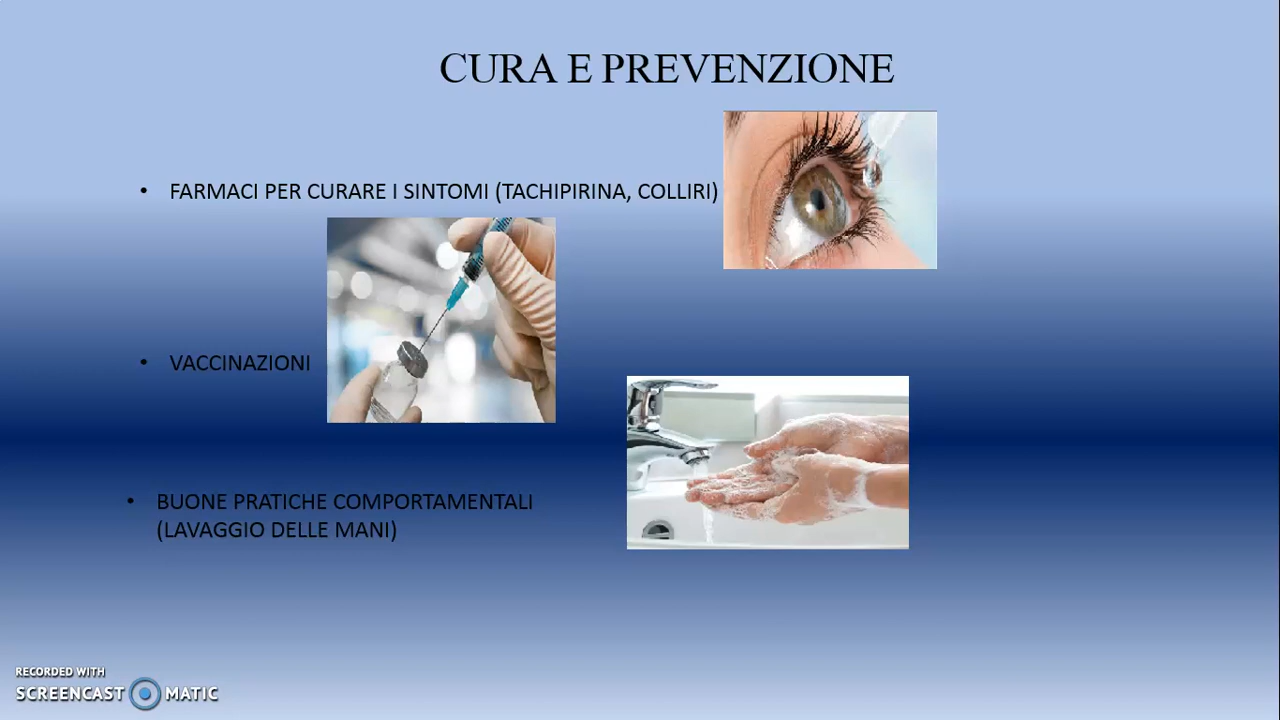 CURA E PREVENZIONE
• FARMACI PER CURARE I SINTOMI (TACHIPIRINA, COLLIRI)
• VACCINAZIONI
• BUONE PRATICHE COMPORTAMENTALI
(LAVAGGIO DELLE MANI)
RECORDED WITH
SCREENCAST MATIC